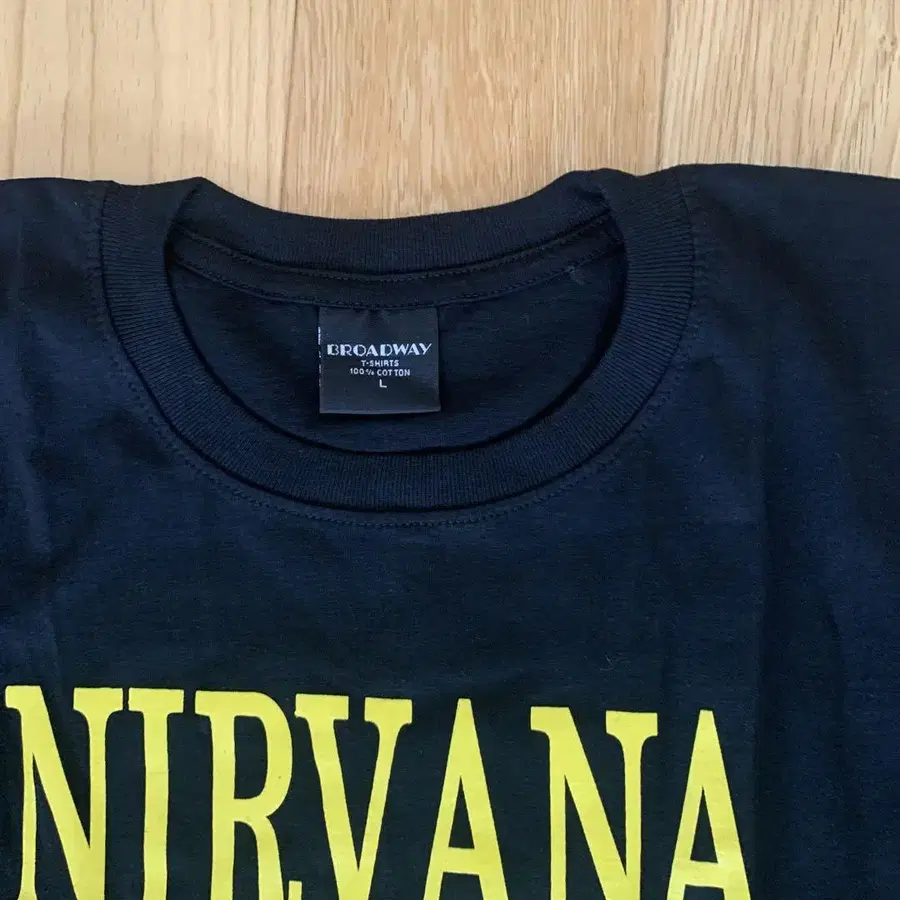 BROADWAY
T-SHIRTS
100% COTTON
L
NIRVANA